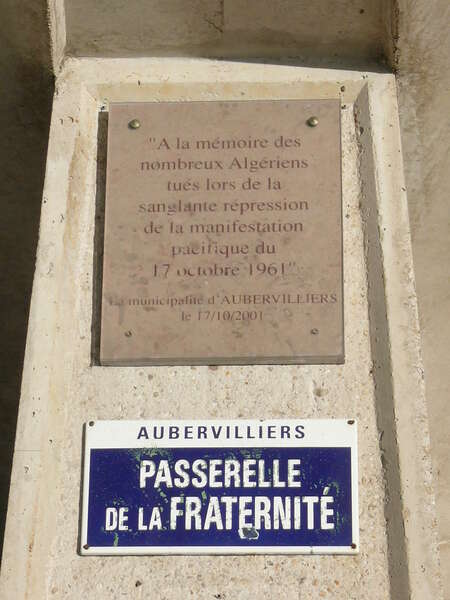 "A la mémoire des
nombreux Algériens
tués lors de la
sanglante répression
de la manifestation
pacifique du
17 octobre 1961"
La municipalité d'AUBERVILLIERS
le 17/10/2001
AUBERVILLIERS
PASSERELLE
DE LA FRATERNITÉ